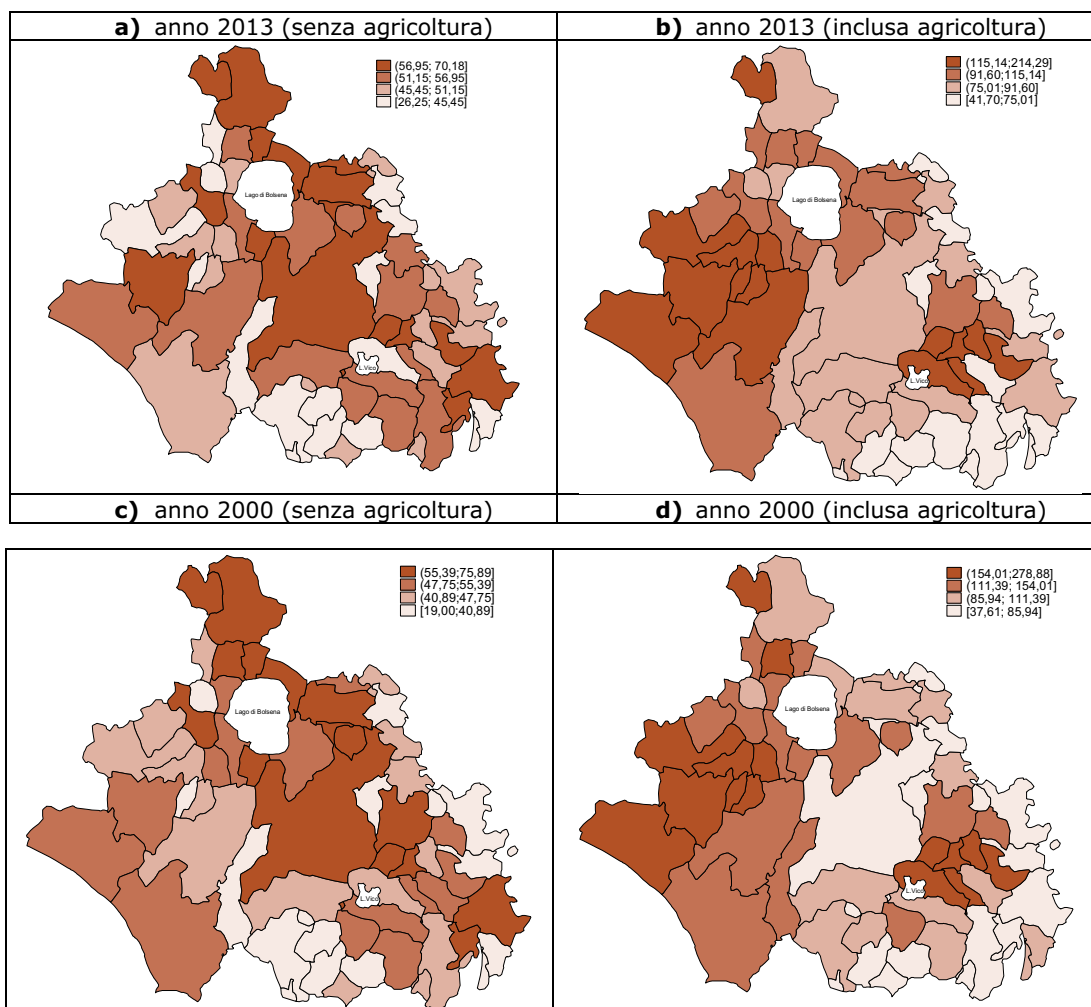 a) anno 2013 (senza agricoltura)
b) anno 2013 (inclusa agricoltura)
(56,95; 70,18]
(51,15; 56,95]
(45,45; 51,15]
[26,25; 45,45]
Lago di Bolsena
L.Vico
(115,14;214,29]
(91,60;115,14]
(75,01;91,60]
[41,70;75,01]
Lago di Bolsena
L.Vico
c) anno 2000 (senza agricoltura)
d) anno 2000 (inclusa agricoltura)
(55,39;75,89]
(47,75;55,39]
(40,89;47,75]
[19,00;40,89]
Lago di Bolsena
L.Vico
(154,01;278,88]
(111,39; 154,01]
(85,94; 111,39]
[37,61; 85,94]
Lago di Bolsena
L.Vico